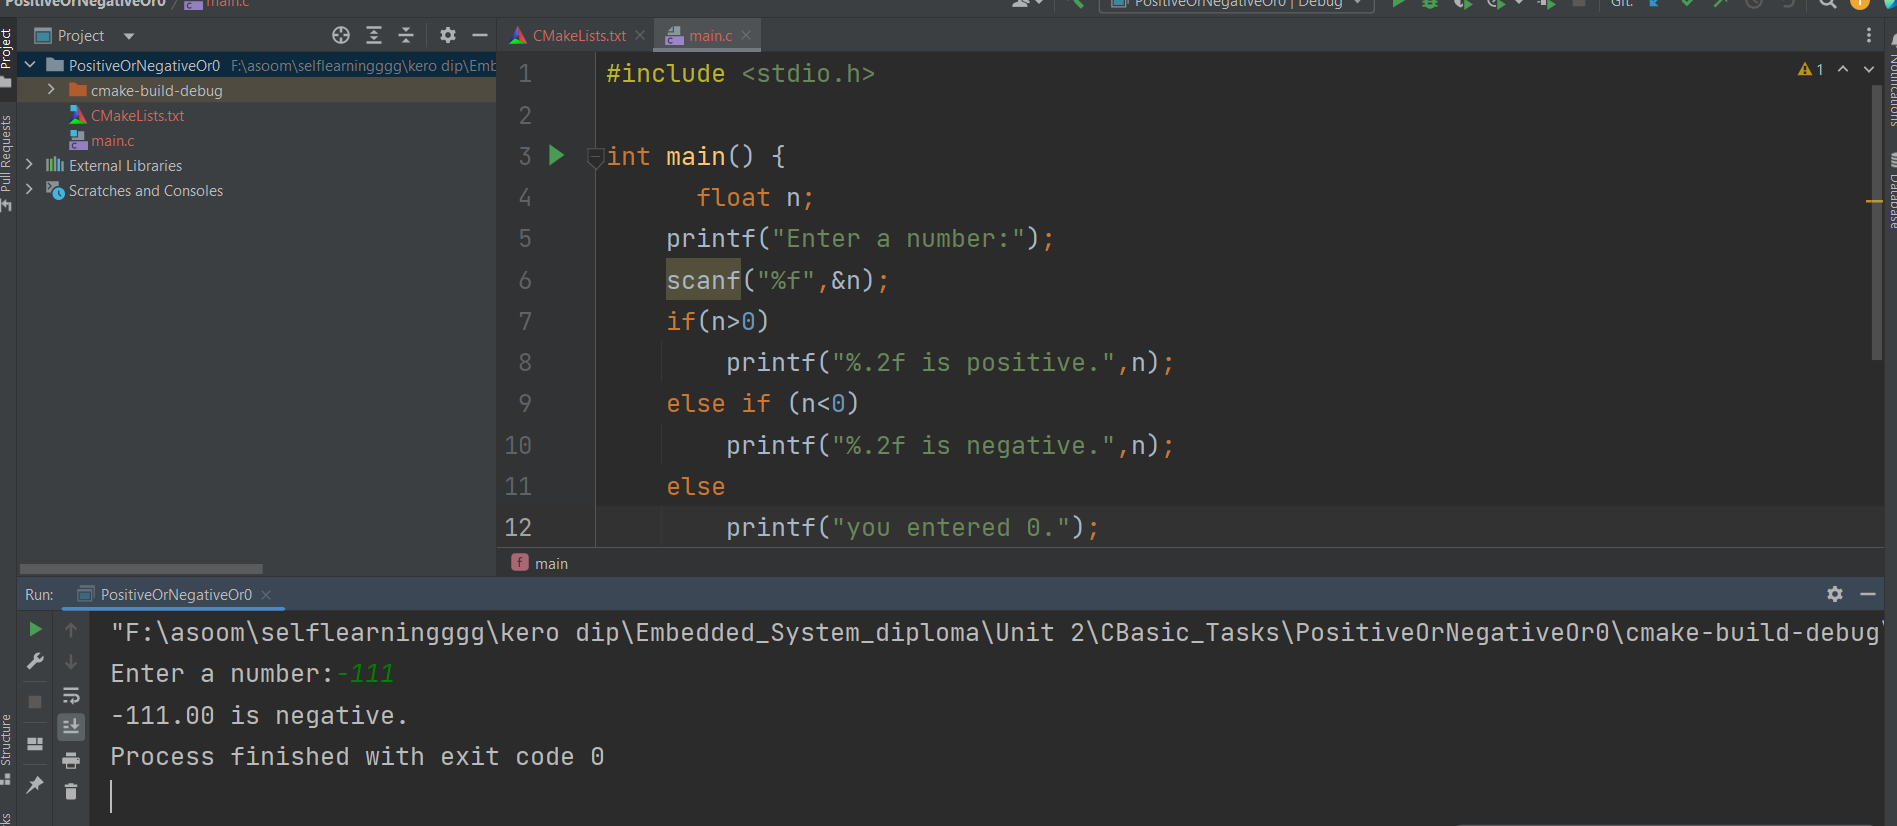 PositiveOrNegativeOr0 / main.c
PositiveOrNegativeOr0 | Debug
Git:
Project
Project
CMakeLists.txt
main.c
PositiveOrNegativeOr0 F:\asoom\selflearningggg\kero dip\Emb
cmake-build-debug
CMakeLists.txt
main.c
External Libraries
Scratches and Consoles
Pull Requests
1 #include <stdio.h>
2
3 int main() {
4 float n;
5 printf("Enter a number:");
6 scanf("%f",&n);
7 if(n>0)
8 printf("%.2f is positive.",n);
9 else if (n<0)
10 printf("%.2f is negative.",n);
11 else
12 printf("you entered 0.");
1
Notifications
Database
f main
Run: PositiveOrNegativeOr0
"F:\asoom\selflearningggg\kero dip\Embedded_System_diploma\Unit 2\CBasic_Tasks\PositiveOrNegativeOr0\cmake-build-debug
Enter a number:-111
-111.00 is negative.
Process finished with exit code 0
Structure